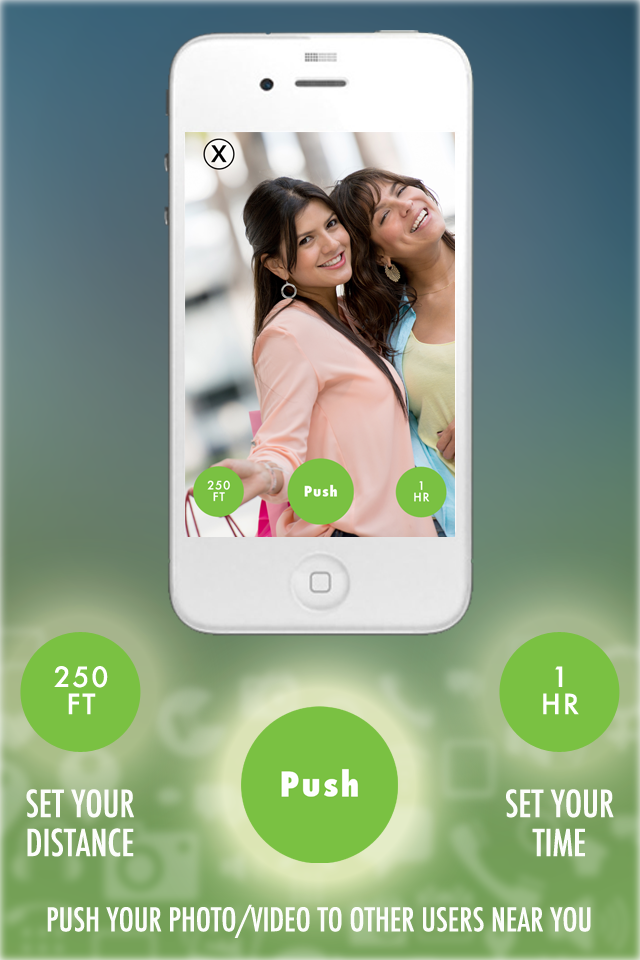 X
250
FT
Push
1
HR
250
FT
1
HR
Push
SET YOUR
DISTANCE
SET YOUR
TIME
PUSH YOUR PHOTO/VIDEO TO OTHER USERS NEAR YOU